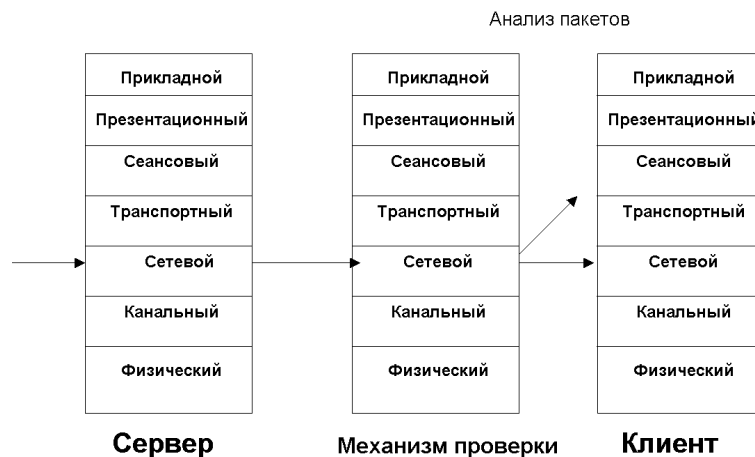 Анализ пакетов
Прикладной
Презентационный
Сеансовый
Транспортный
Сетевой
Канальный
Физический
Сервер
Прикладной
Презентационный
Сеансовый
Транспортный
Сетевой
Канальный
Физический
Механизм проверки
Прикладной
Презентационный
Сеансовый
Транспортный
Сетевой
Канальный
Физический
Клиент